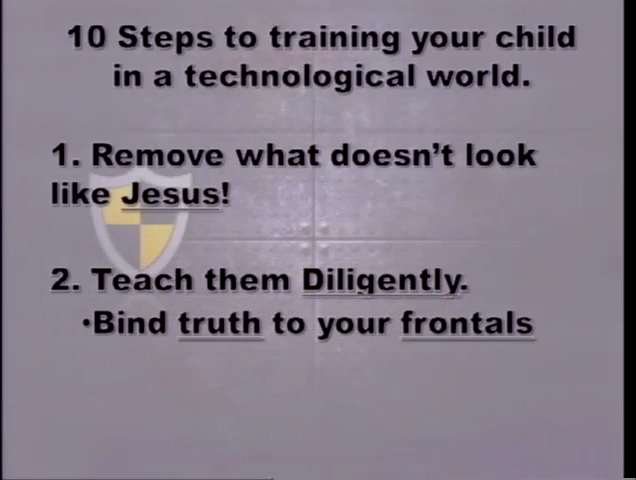 10 Steps to training your child
in a technological world.
1. Remove what doesn't look
like Jesus!
2. Teach them Diligently.
•Bind truth to your frontals